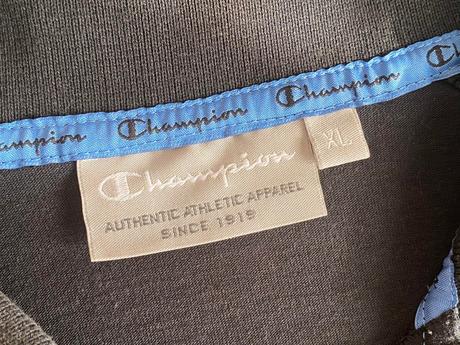 Champion Champion Champion C
Champion XL
AUTHENTIC ATHLETIC APPAREL
SINCE 1919